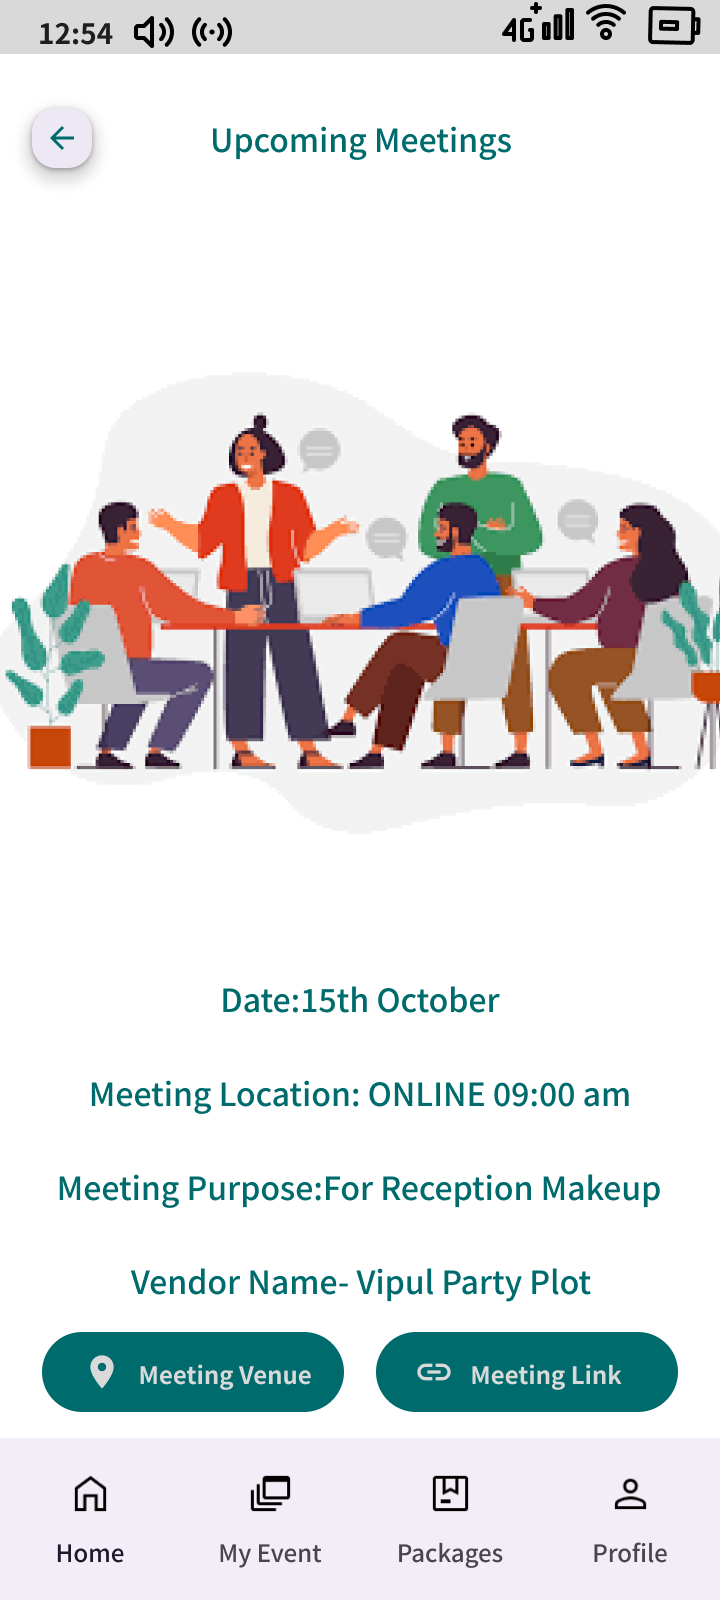 12:54
4G+
Upcoming Meetings
Date:15th October
Meeting Location: ONLINE 09:00 am
Meeting Purpose:For Reception Makeup
Vendor Name- Vipul Party Plot
Meeting Venue
Meeting Link
Home
My Event
Packages
Profile